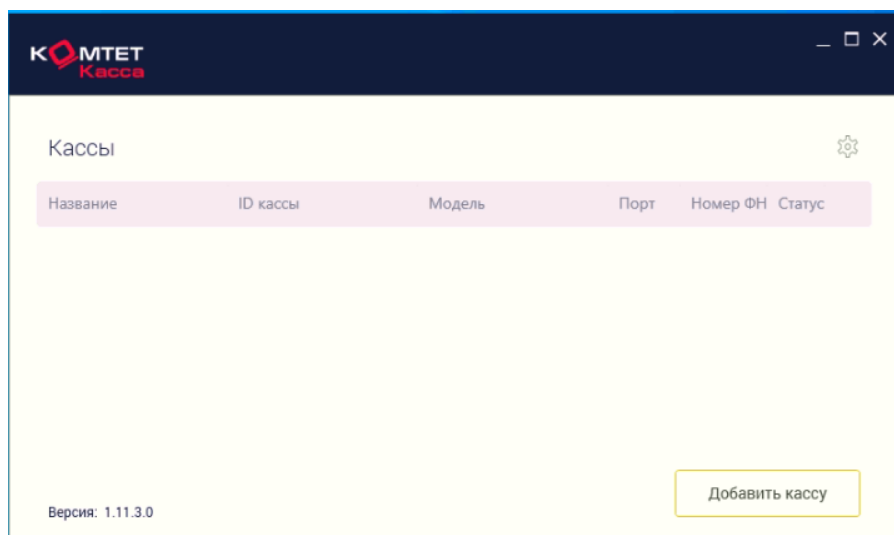 КОМТЕТ
Касса
Кассы
Название ID кассы Модель Порт Номер ФН Статус
Добавить кассу
Версия: 1.11.3.0